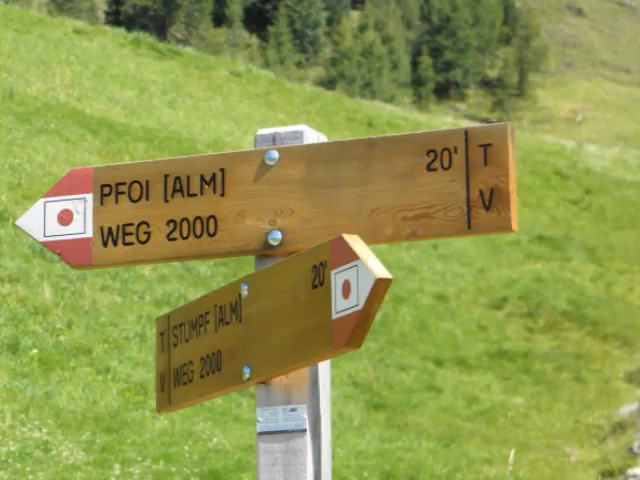 PFOI [ALM] 20' T
WEG 2000 V
20'
T STUMPF [ALM]
V WEG 2000